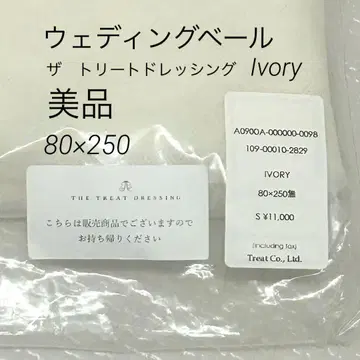 ウェディングベール
ザ トリートドレッシング Ivory
美品
80×250
THE TREAT DRESSING
こちらは販売商品でございますので
お持ち帰りください
A0900A-000000-0098
109-00010-2829
IVORY
80×250無
S ¥11,000
(including tax)
Treat Co., Ltd.